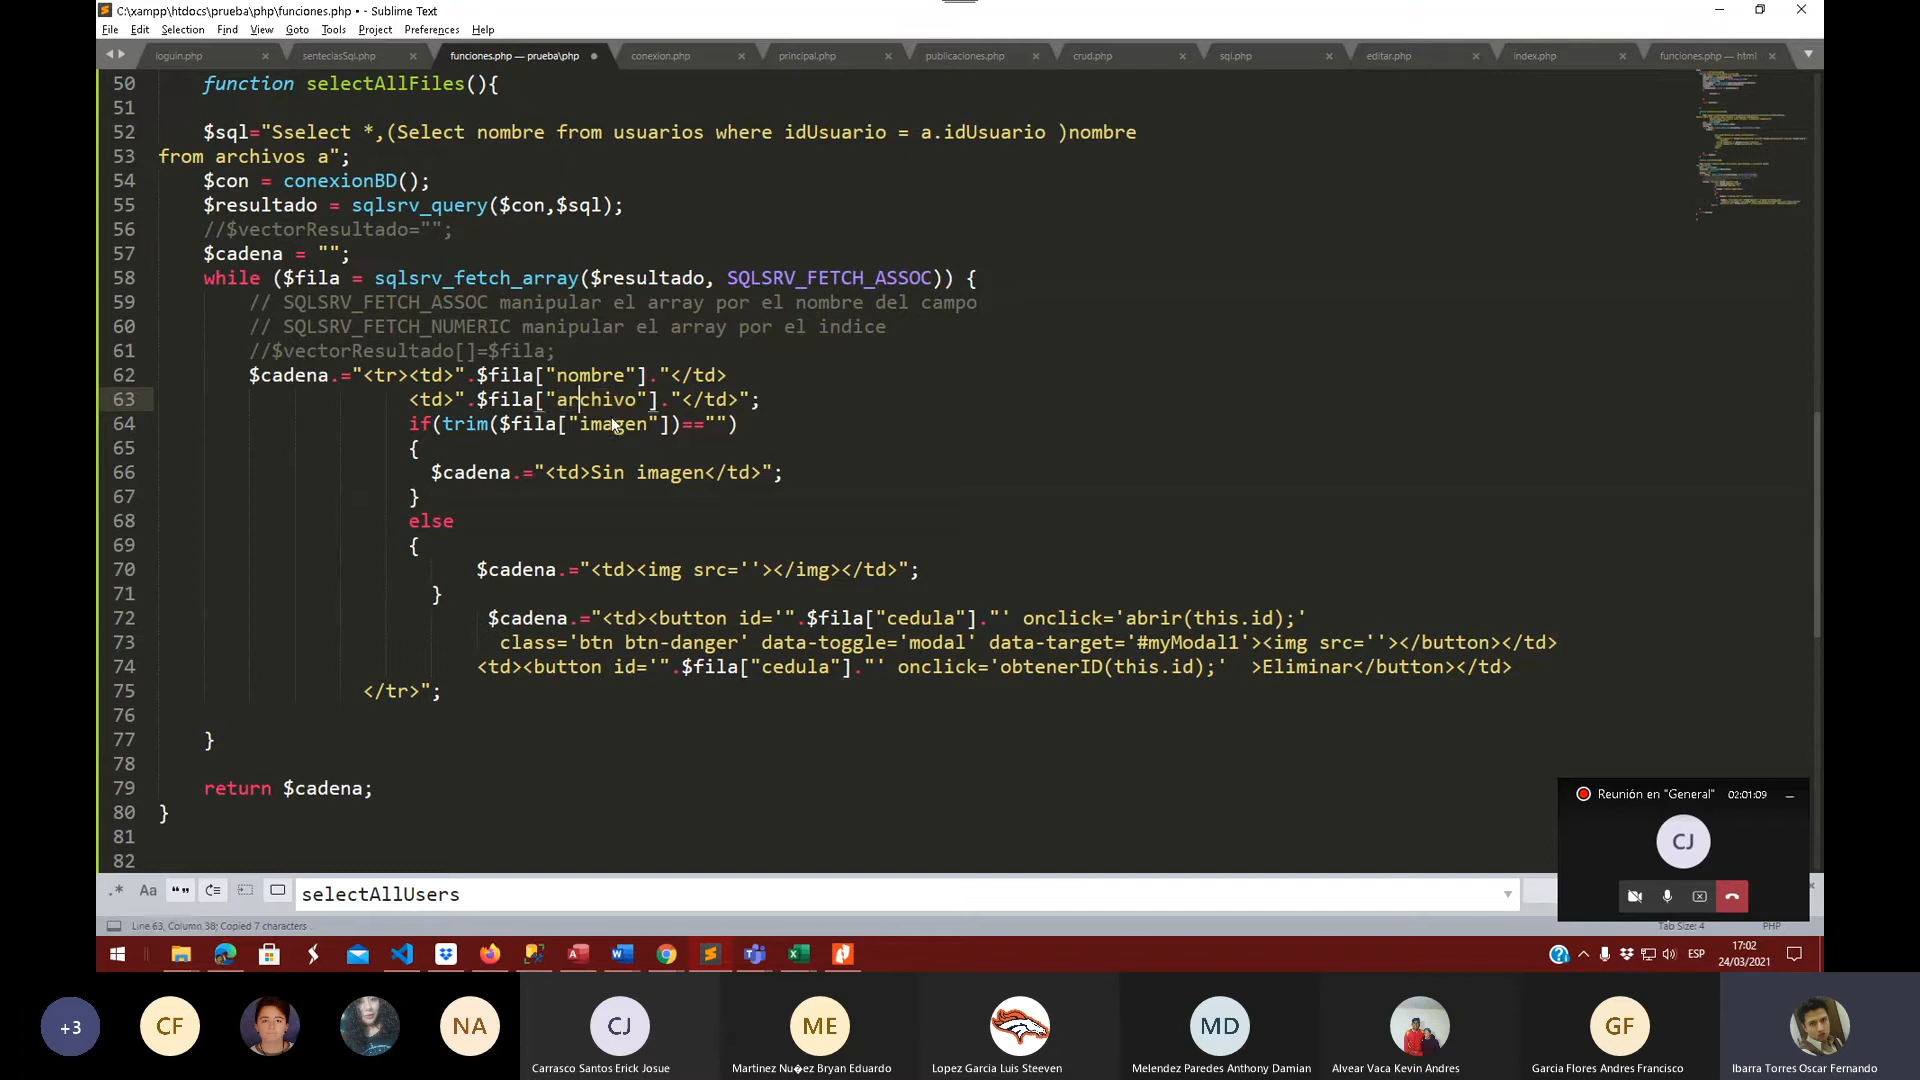 C:\xampp\htdocs\prueba\php\funciones.php • - Sublime Text
File Edit Selection Find View Goto Tools Project Preferences Help
loguin.php senteciasSql.php funciones.php — prueba\php conexion.php principal.php publicaciones.php crud.php sql.php editar.php index.php funciones.php — html
50 function selectAllFiles(){
51
52 $sql="Sselect *,(Select nombre from usuarios where idUsuario = a.idUsuario )nombre
53 from archivos a";
54 $con = conexionBD();
55 $resultado = sqlsrv_query($con,$sql);
56 //$vectorResultado="";
57 $cadena = "";
58 while ($fila = sqlsrv_fetch_array($resultado, SQLSRV_FETCH_ASSOC)) {
59 // SQLSRV_FETCH_ASSOC manipular el array por el nombre del campo
60 // SQLSRV_FETCH_NUMERIC manipular el array por el indice
61 //$vectorResultado[]=$fila;
62 $cadena.="<tr><td>".$fila["nombre"]."</td>
63 <td>".$fila["archivo"]."</td>";
64 if(trim($fila["imagen"])=="")
65 {
66 $cadena.="<td>Sin imagen</td>";
67 }
68 else
69 {
70 $cadena.="<td><img src=''></img></td>";
71 }
72 $cadena.="<td><button id='".$fila["cedula"]."' onclick='abrir(this.id);'
73 class='btn btn-danger' data-toggle='modal' data-target='#myModal1'><img src=''></button></td>
74 <td><button id='".$fila["cedula"]."' onclick='obtenerID(this.id);' >Eliminar</button></td>
75 </tr>";
76
77 }
78
79 return $cadena;
80 }
81
82
Reunión en "General" 02:01:09
CJ
.* Aa selectAllUsers
Line 63, Column 38; Copied 7 characters
Tab Size: 4 PHP
ESP 17:02
24/03/2021
+3 CF NA CJ ME MD GF
Carrasco Santos Erick Josue
Martinez Nu�ez Bryan Eduardo
Lopez Garcia Luis Steeven
Melendez Paredes Anthony Damian
Alvear Vaca Kevin Andres
Garcia Flores Andres Francisco
Ibarra Torres Oscar Fernando